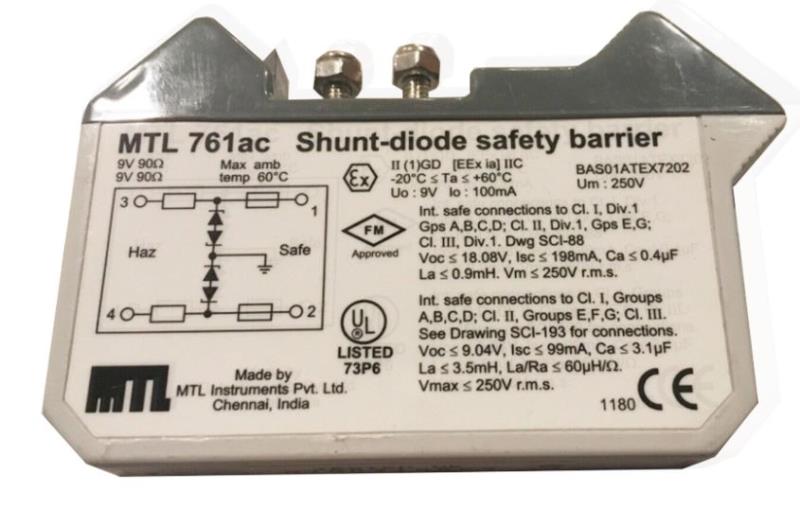 MTL 761ac Shunt-diode safety barrier
9V 90Ω
9V 90Ω
Max amb
temp 60°C
3
1
Haz
Safe
4
2
Ex
II (1)GD [EEx ia] IIC
-20°C ≤ Ta ≤ +60°C
Uo : 9V Io : 100mA
BAS01ATEX7202
Um : 250V
FM
Approved
Int. safe connections to Cl. I, Div.1
Gps A,B,C,D; Cl. II, Div.1, Gps E,G;
Cl. III, Div.1. Dwg SCI-88
Voc ≤ 18.08V, Isc ≤ 198mA, Ca ≤ 0.4µF
La ≤ 0.9mH. Vm ≤ 250V r.m.s.
UL
LISTED
73P6
Int. safe connections to Cl. I, Groups
A,B,C,D; Cl. II, Groups E,F,G; Cl. III.
See Drawing SCI-193 for connections.
Voc ≤ 9.04V, Isc ≤ 99mA, Ca ≤ 3.1µF
La ≤ 3.5mH, La/Ra ≤ 60µH/Ω.
Vmax ≤ 250V r.m.s.
MTL
Made by
MTL Instruments Pvt. Ltd.
Chennai, India
1180 CE